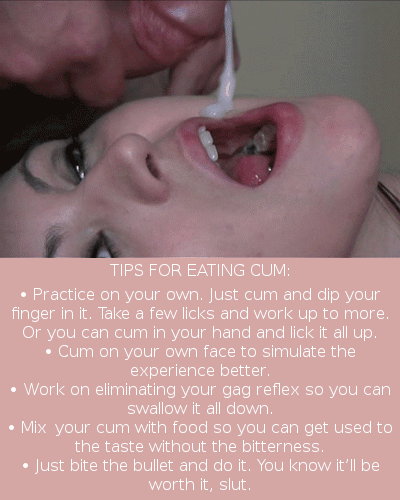 TIPS FOR EATING CUM:
• Practice on your own. Just cum and dip your
finger in it. Take a few licks and work up to more.
Or you can cum in your hand and lick it all up.
• Cum on your own face to simulate the
experience better.
• Work on eliminating your gag reflex so you can
swallow it all down.
• Mix your cum with food so you can get used to
the taste without the bitterness.
• Just bite the bullet and do it. You know it'll be
worth it, slut.